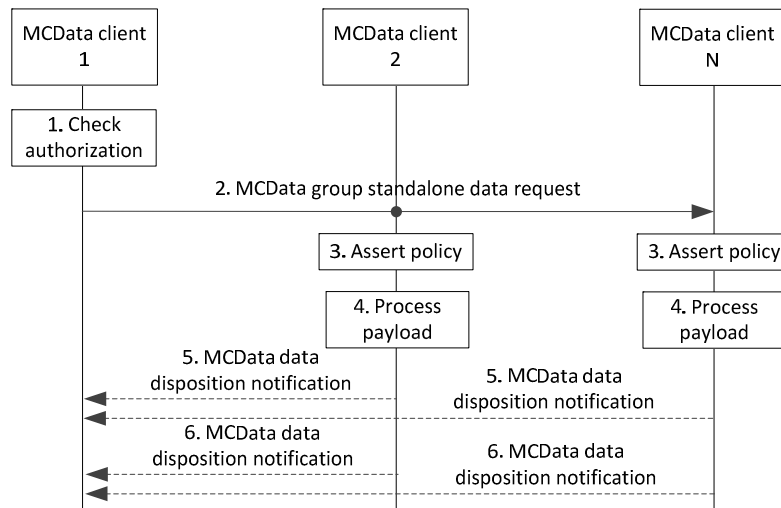 MCData client
1
MCData client
2
MCData client
N
1. Check
authorization
2. MCData group standalone data request
3. Assert policy
3. Assert policy
4. Process
payload
4. Process
payload
5. MCData data
disposition notification
5. MCData data
disposition notification
6. MCData data
disposition notification
6. MCData data
disposition notification